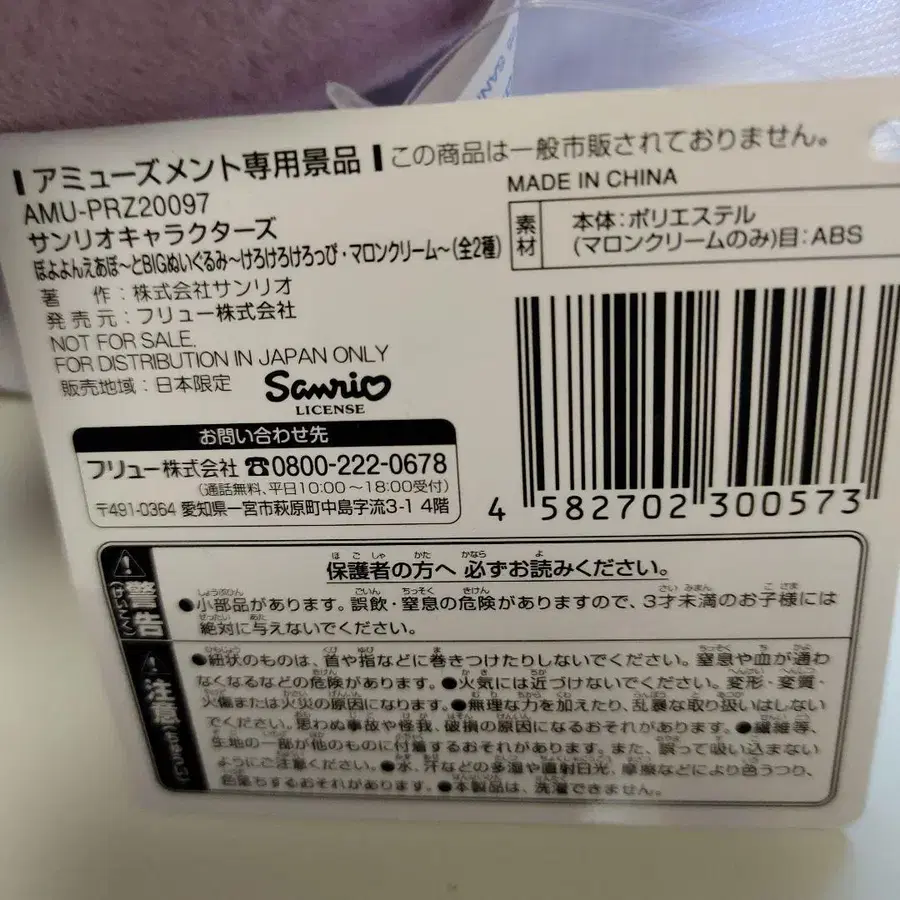 SAN
アミューズメント専用景品
この商品は一般市販されておりません。
AMU-PRZ20097
サンリオキャラクターズ
ぽよよんえあぽ〜とBIGぬいぐるみ〜けろけろけろっぴ・マロンクリーム〜(全2種)
著 作:株式会社サンリオ
発売元:フリュー株式会社
NOT FOR SALE.
FOR DISTRIBUTION IN JAPAN ONLY
販売地域:日本限定
Sanrio
LICENSE
MADE IN CHINA
素材
本体:ポリエステル
(マロンクリームのみ)目:ABS
お問い合わせ先
フリュー株式会社 ☎0800-222-0678
(通話無料、平日10:00〜18:00受付)
〒491-0364 愛知県一宮市萩原町中島字流3-1 4階
4 582702 300573
警告
(けいこく)
保護者の方へ 必ずお読みください。
●小部品があります。誤飲・窒息の危険がありますので、3才未満のお子様には
絶対に与えないでください。
注意
(ちゅうい)
●紐状のものは、首や指などに巻きつけたりしないでください。窒息や血が通わ
なくなるなどの危険があります。●火気には近づけないでください。変形・変質・
火傷または火災の原因になります。●無理な力を加えたり、乱暴な取り扱いはしない
でください。思わぬ事故や怪我、破損の原因になるおそれがあります。●繊維等、
生地の一部が他のものに付着するおそれがあります。また、誤って吸い込まない
ようにご注意ください。●水、汗などの多湿や直射日光、摩擦などにより色うつり、
色落ちするおそれがあります。●本製品は、洗濯できません。